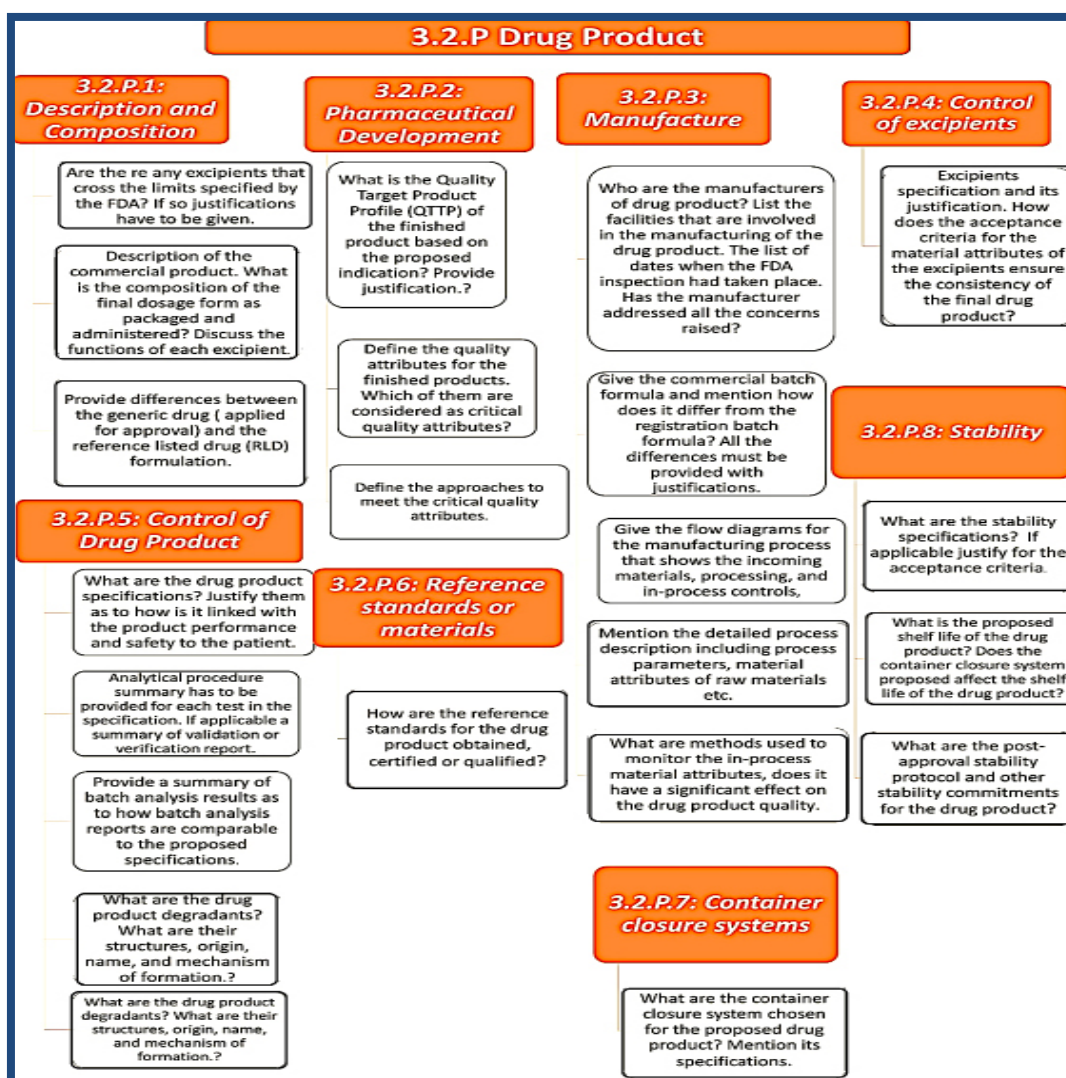 3.2.P Drug Product
3.2.P.1:
Description and
Composition
Are the re any excipients that
cross the limits specified by
the FDA? If so justifications
have to be given.
Description of the
commercial product. What
is the composition of the
final dosage form as
packaged and
administered? Discuss the
functions of each excipient.
Provide differences between
the generic drug ( applied
for approval) and the
reference listed drug (RLD)
formulation.
3.2.P.5: Control of
Drug Product
What are the drug product
specifications? Justify them
as to how is it linked with
the product performance
and safety to the patient.
Analytical procedure
summary has to be
provided for each test in the
specification. If applicable a
summary of validation or
verification report.
Provide a summary of
batch analysis results as
to how batch analysis
reports are comparable
to the proposed
specifications.
What are the drug
product degradants?
What are their
structures, origin,
name, and mechanism
of formation.?
What are the drug product
degradants? What are their
structures, origin, name,
and mechanism of
formation.?
3.2.P.2:
Pharmaceutical
Development
What is the Quality
Target Product
Profile (QTTP) of
the finished
product based on
the proposed
indication? Provide
justification.?
Define the quality
attributes for the
finished products.
Which of them are
considered as critical
quality attributes?
Define the approaches to
meet the critical quality
attributes.
3.2.P.6: Reference
standards or
materials
How are the reference
standards for the drug
product obtained,
certified or qualified?
3.2.P.3:
Manufacture
Who are the manufacturers
of drug product? List the
facilities that are involved
in the manufacturing of the
drug product. The list of
dates when the FDA
inspection had taken place.
Has the manufacturer
addressed all the concerns
raised?
Give the commercial batch
formula and mention how
does it differ from the
registration batch
formula? All the
differences must be
provided with
justifications.
Give the flow diagrams for
the manufacturing process
that shows the incoming
materials, processing, and
in-process controls,
Mention the detailed process
description including process
parameters, material
attributes of raw materials
etc.
What are methods used to
monitor the in-process
material attributes, does it
have a significant effect on
the drug product quality.
3.2.P.7: Container
closure systems
What are the container
closure system chosen
for the proposed drug
product? Mention its
specifications.
3.2.P.4: Control
of excipients
Excipients
specification and its
justification. How
does the acceptance
criteria for the
material attributes of
the excipients ensure
the consistency of
the final drug
product?
3.2.P.8: Stability
What are the stability
specifications? If
applicable justify for the
acceptance criteria.
What is the proposed
shelf life of the drug
product? Does the
container closure system
proposed affect the shelf
life of the drug product?
What are the post-
approval stability
protocol and other
stability commitments
for the drug product?